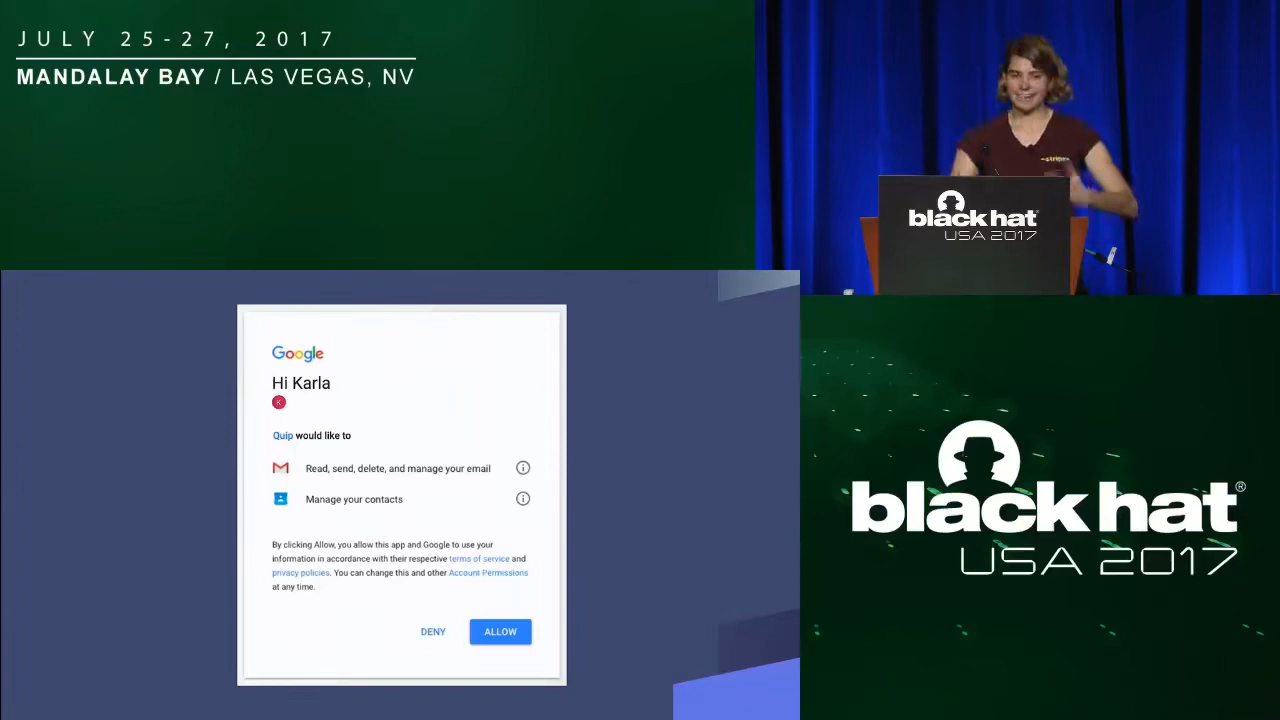 JULY 25-27, 2017
MANDALAY BAY / LAS VEGAS, NV
black hat
USA 2017
Google
Hi Karla
K
Quip would like to
Read, send, delete, and manage your email
Manage your contacts
By clicking Allow, you allow this app and Google to use your
information in accordance with their respective terms of service and
privacy policies. You can change this and other Account Permissions
at any time.
DENY
ALLOW
black hat®
USA 2017